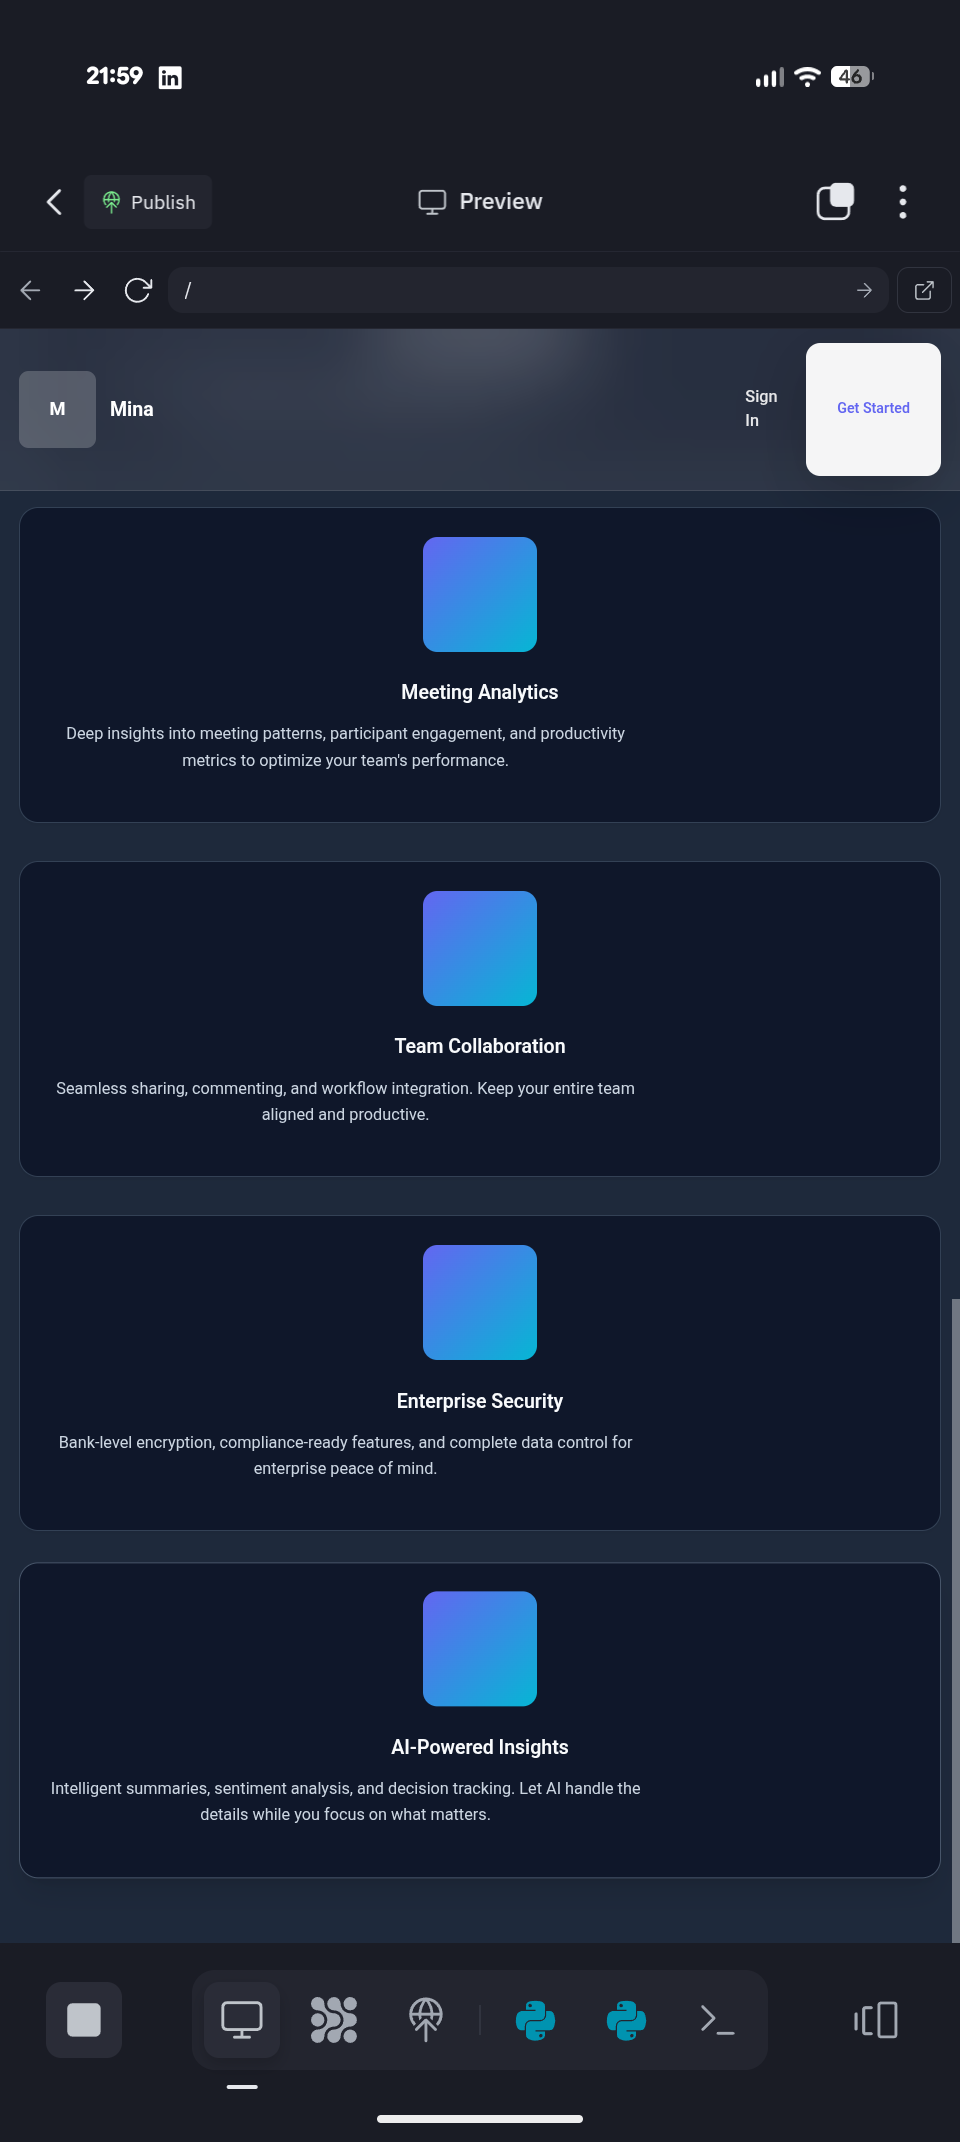 21:59 in 46
Publish Preview
/
M Mina Sign In Get Started
Meeting Analytics
Deep insights into meeting patterns, participant engagement, and productivity
metrics to optimize your team's performance.
Team Collaboration
Seamless sharing, commenting, and workflow integration. Keep your entire team
aligned and productive.
Enterprise Security
Bank-level encryption, compliance-ready features, and complete data control for
enterprise peace of mind.
AI-Powered Insights
Intelligent summaries, sentiment analysis, and decision tracking. Let AI handle the
details while you focus on what matters.